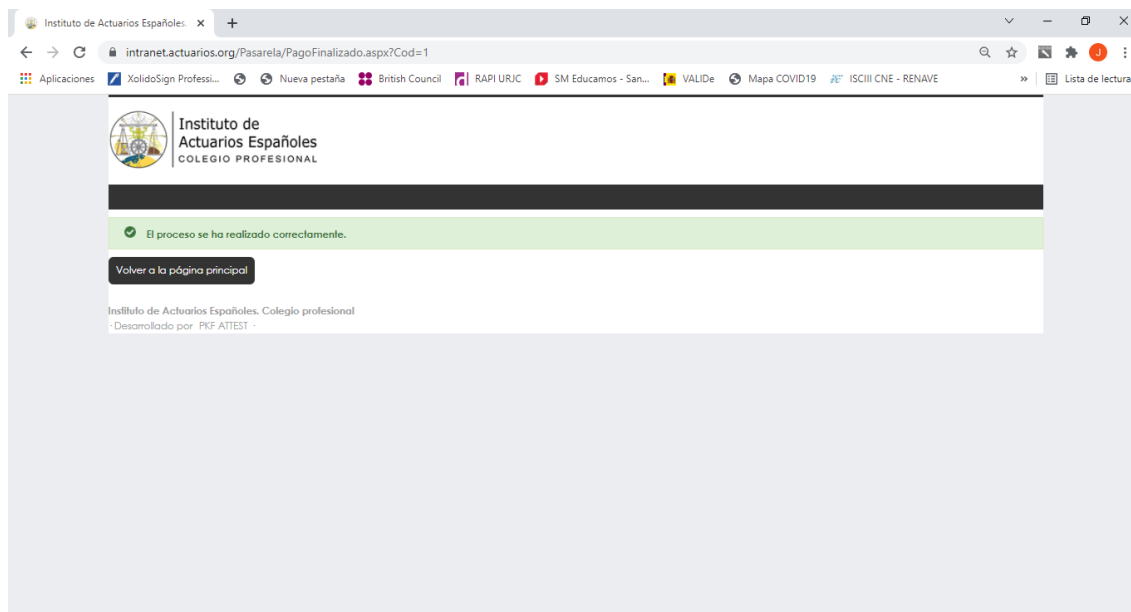 Instituto de Actuarios Españoles.
intranet.actuarios.org/Pasarela/PagoFinalizado.aspx?Cod=1
J
Aplicaciones XolidoSign Professi... Nueva pestaña British Council RAPI URJC SM Educamos - San... VALIDe Mapa COVID19 ISCIII CNE - RENAVE » Lista de lectura
Instituto de
Actuarios Españoles
COLEGIO PROFESIONAL
El proceso se ha realizado correctamente.
Volver a la página principal
Instituto de Actuarios Españoles. Colegio profesional
· Desarrollado por PKF ATTEST ·